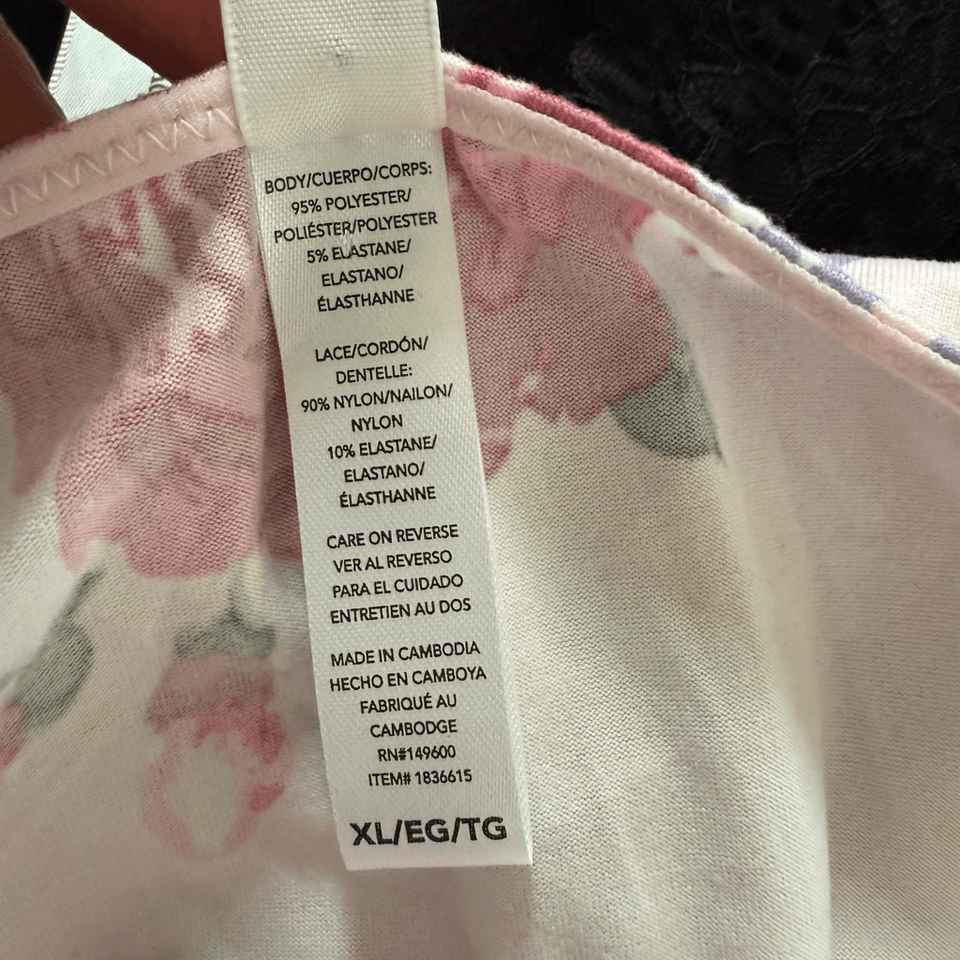 BODY/CUERPO/CORPS:
95% POLYESTER/
POLIÉSTER/POLYESTER
5% ELASTANE/
ELASTANO/
ÉLASTHANNE
LACE/CORDÓN/
DENTELLE:
90% NYLON/NAILON/
NYLON
10% ELASTANE/
ELASTANO/
ÉLASTHANNE
CARE ON REVERSE
VER AL REVERSO
PARA EL CUIDADO
ENTRETIEN AU DOS
MADE IN CAMBODIA
HECHO EN CAMBOYA
FABRIQUÉ AU
CAMBODGE
RN#149600
ITEM# 1836615
XL/EG/TG